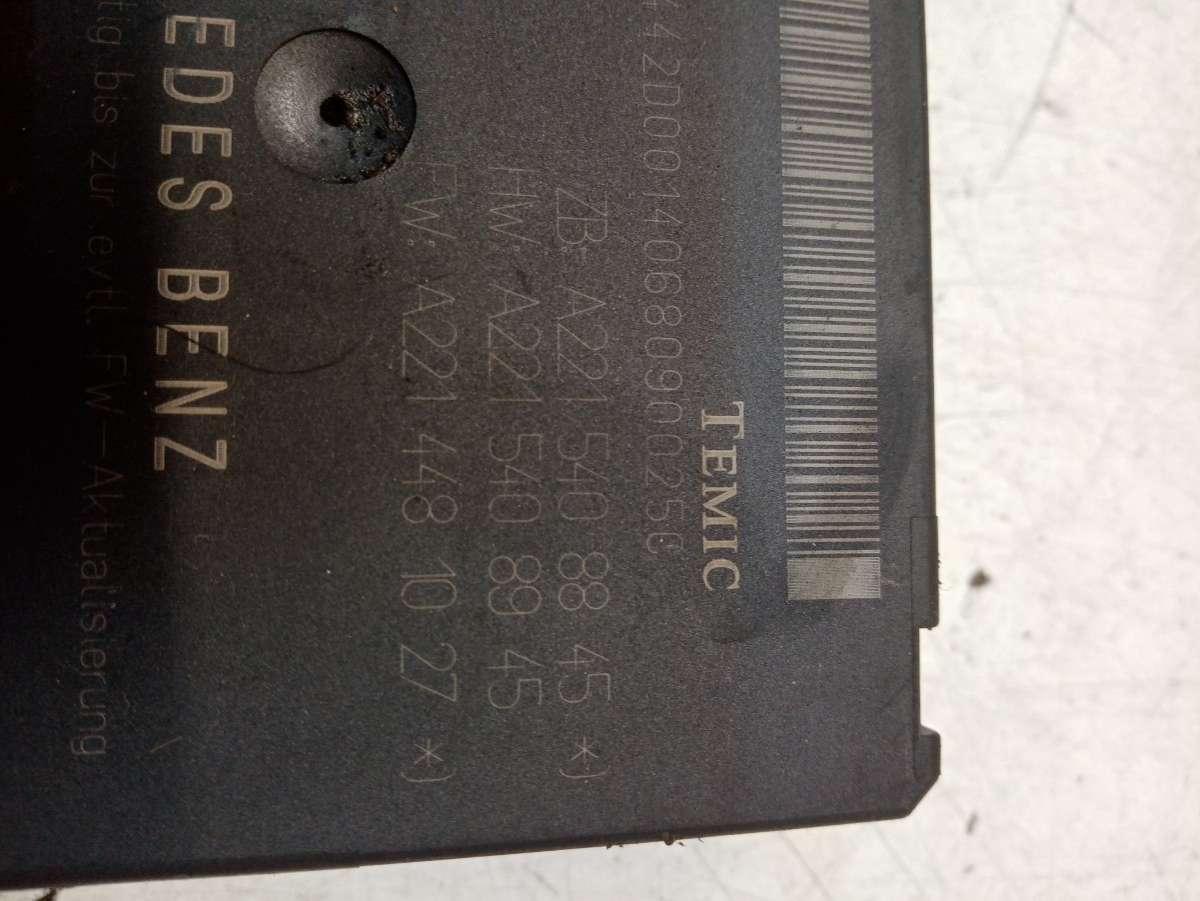 TEMIC
442D0014068090025C
ZB: A221 540 88 45 *)
HW: A221 540 89 45
FW: A221 448 10 27 *)
EDES BENZ
tig bis zur evtl. FW-Aktualisierung